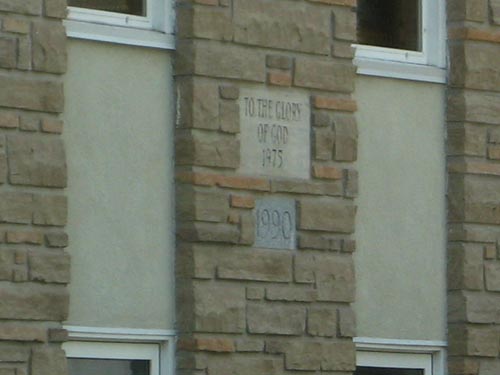 TO THE GLORY
OF GOD
1975
1990